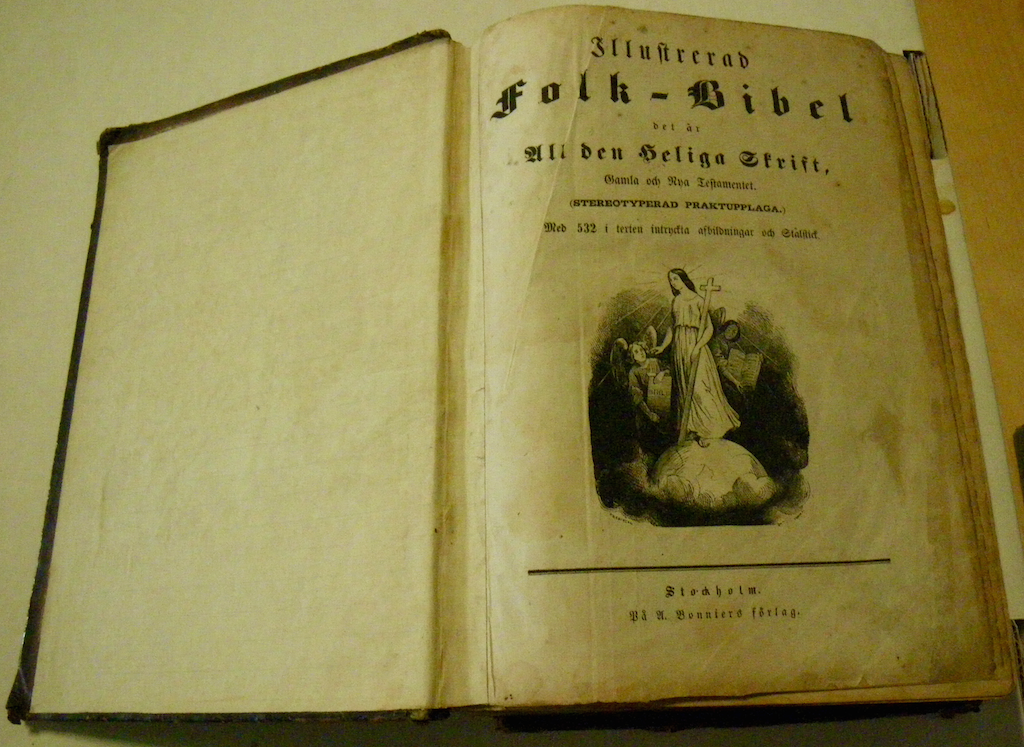 Illustrerad
Folk-Bibel
det är
All den Heliga Skrift,
Gamla och Nya Testamentet.
(STEREOTYPERAD PRAKTUPPLAGA.)
Med 532 i texten intryckta afbildningar och Stålstick.
Stockholm.
På A. Bonniers förlag.